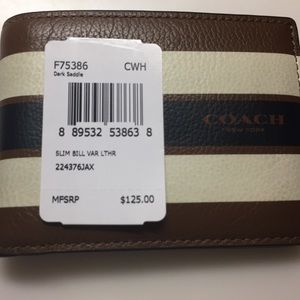 F75386 CWH
Dark Saddle
8 89532 53863 8
SLIM BILL VAR LTHR
224376JAX
MFSRP $125.00
COACH
NEW YORK